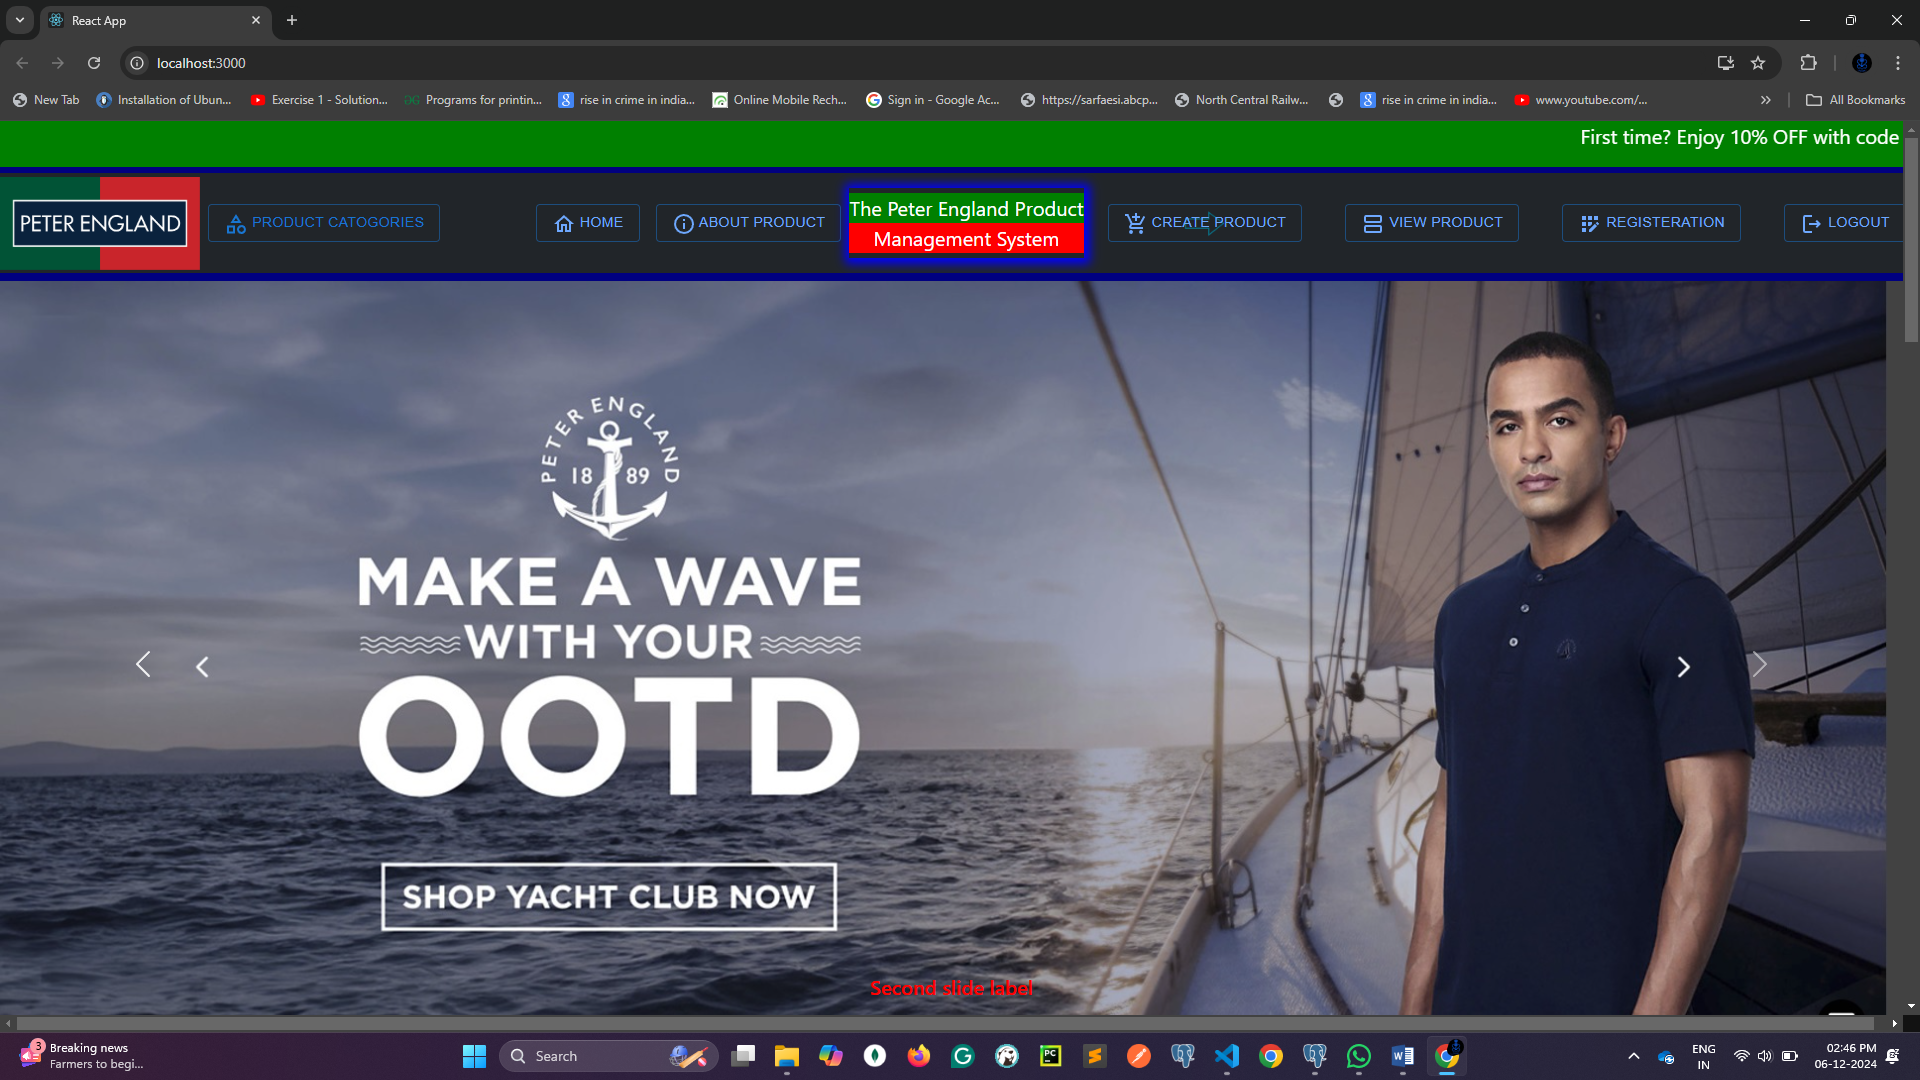 React App
localhost:3000
New Tab
Installation of Ubun...
Exercise 1 - Solution...
Programs for printin...
rise in crime in india...
Online Mobile Rech...
Sign in - Google Ac...
https://sarfaesi.abcp...
North Central Railw...
rise in crime in india...
www.youtube.com/...
All Bookmarks
First time? Enjoy 10% OFF with code
PETER ENGLAND
PRODUCT CATOGORIES
HOME
ABOUT PRODUCT
The Peter England Product
Management System
CREATE PRODUCT
VIEW PRODUCT
REGISTERATION
LOGOUT
PETER ENGLAND
18 89
MAKE A WAVE
WITH YOUR
OOTD
SHOP YACHT CLUB NOW
Second slide label
3
Breaking news
Farmers to begi...
Search
PC
ENG
IN
02:46 PM
06-12-2024